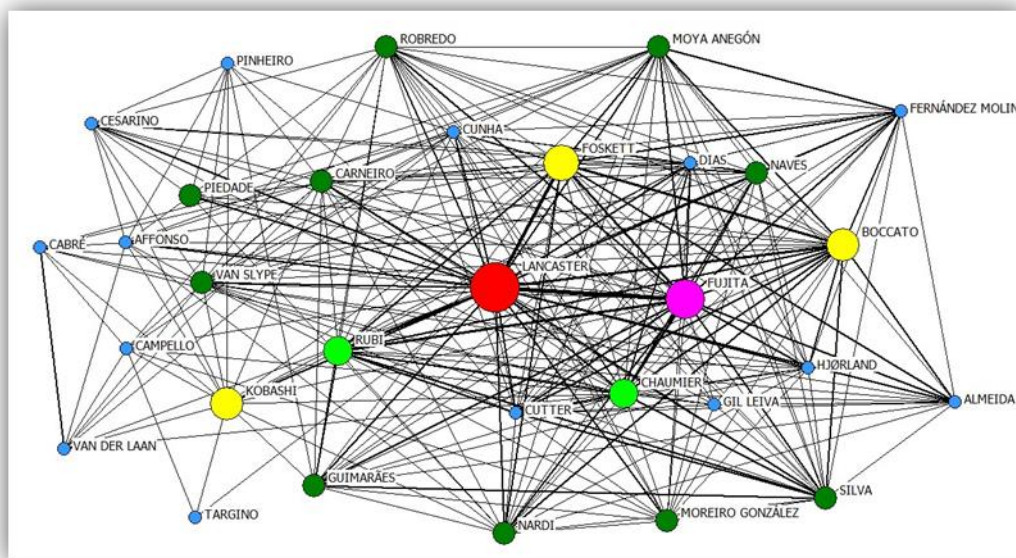 ROBREDO
MOYA ANEGÓN
PINHEIRO
FERNÁNDEZ MOLIN
CESARINO
CUNHA
FOSKETT
DIAS
NAVES
CARNEIRO
PIEDADE
BOCCATO
CABRÉ
AFFONSO
LANCASTER
VAN SLYPE
FUJITA
RUBI
CAMPELLO
HJØRLAND
CHAUMIER
KOBASHI
GIL LEIVA
ALMEIDA
CUTTER
VAN DER LAAN
GUIMARÃES
SILVA
TARGINO
MOREIRO GONZÁLEZ
NARDI